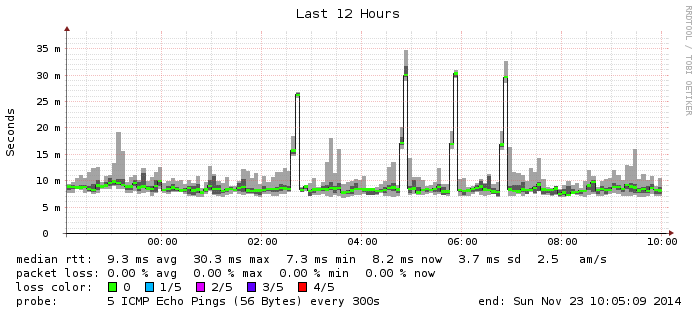 Last 12 Hours
RRDTOOL / TOBI OETIKER
Seconds
35 m
30 m
25 m
20 m
15 m
10 m
5 m
0
00:00 02:00 04:00 06:00 08:00 10:00
median rtt: 9.3 ms avg 30.3 ms max 7.3 ms min 8.2 ms now 3.7 ms sd 2.5 am/s
packet loss: 0.00 % avg 0.00 % max 0.00 % min 0.00 % now
loss color: 0 1/5 2/5 3/5 4/5
probe: 5 ICMP Echo Pings (56 Bytes) every 300s end: Sun Nov 23 10:05:09 2014